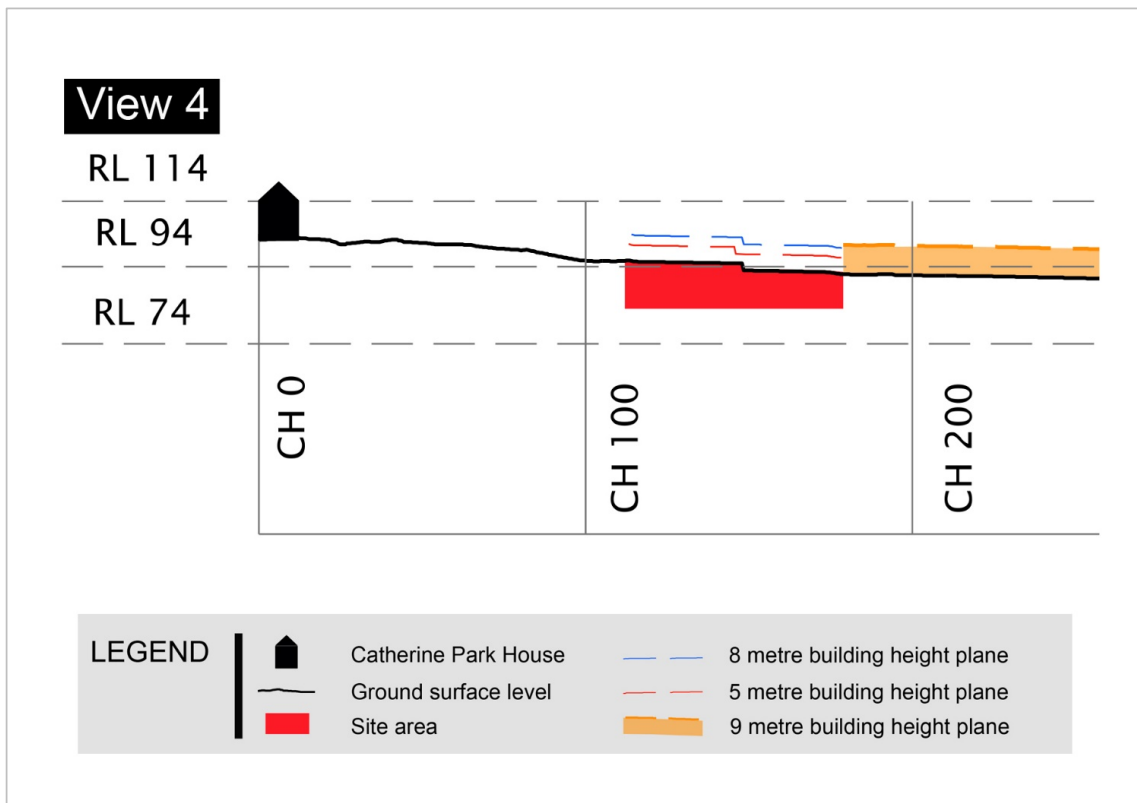 View 4
RL 114
RL 94
RL 74
CH 0
CH 100
CH 200
LEGEND
Catherine Park House
Ground surface level
Site area
8 metre building height plane
5 metre building height plane
9 metre building height plane